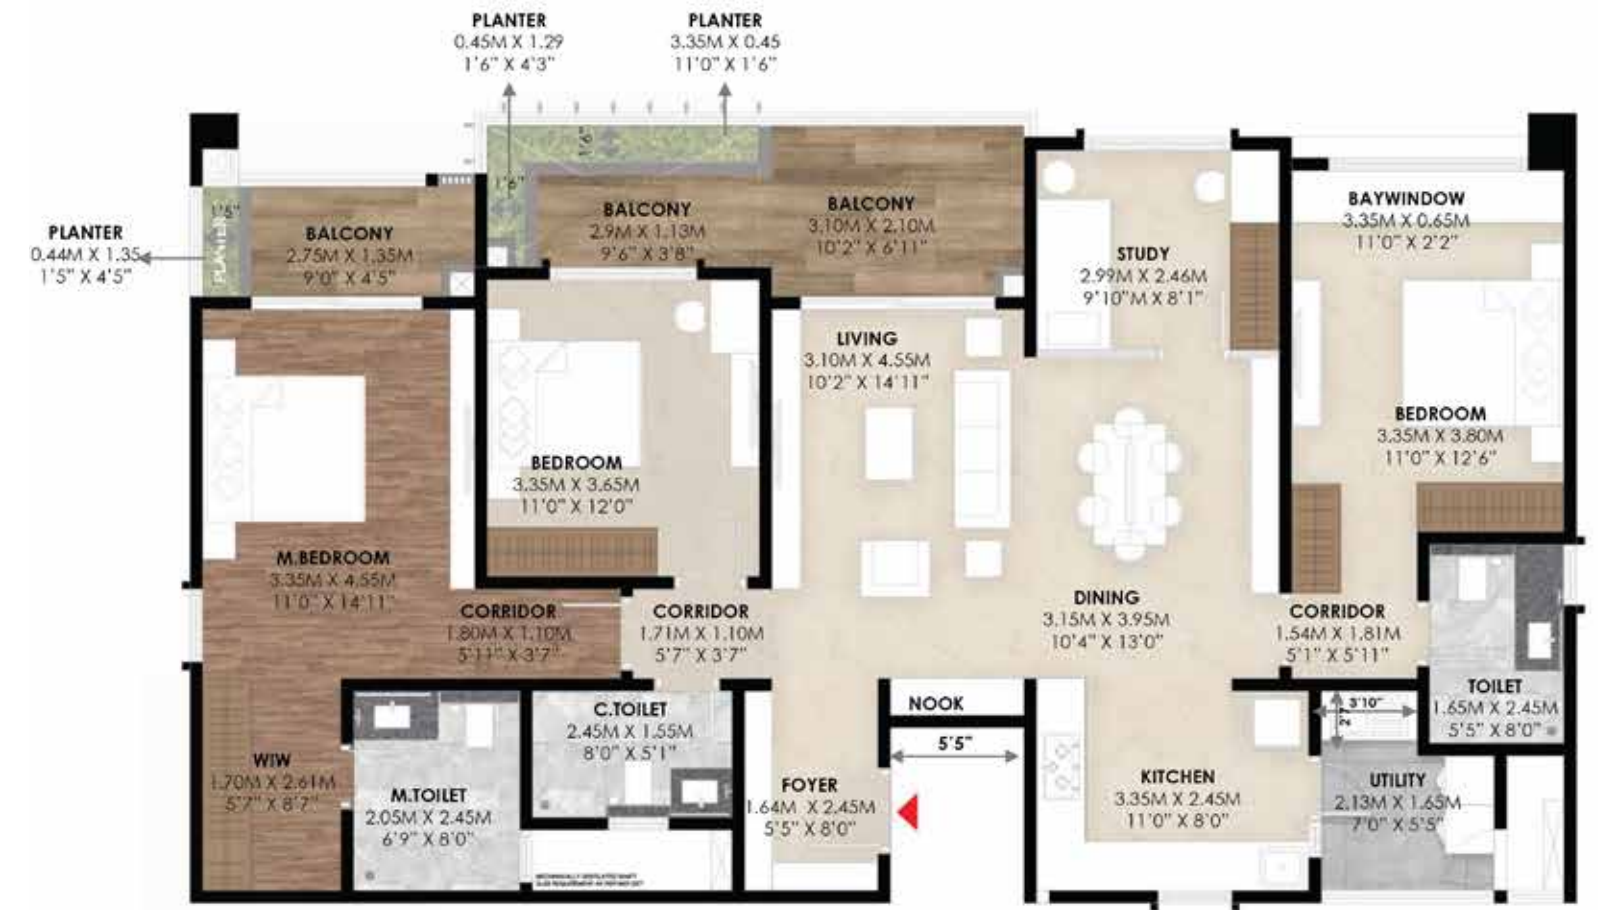 PLANTER
0.45M X 1.29
1'6" X 4'3"
PLANTER
3.35M X 0.45
11'0" X 1'6"
1'6"
1'6"
PLANTER
0.44M X 1.35
1'5" X 4'5"
1'5"
PLANTER
BALCONY
2.75M X 1.35M
9'0" X 4'5"
BALCONY
2.9M X 1.13M
9'6" X 3'8"
BALCONY
3.10M X 2.10M
10'2" X 6'11"
STUDY
2.99M X 2.46M
9'10"M X 8'1"
BAYWINDOW
3.35M X 0.65M
11'0" X 2'2"
LIVING
3.10M X 4.55M
10'2" X 14'11"
BEDROOM
3.35M X 3.80M
11'0" X 12'6"
BEDROOM
3.35M X 3.65M
11'0" X 12'0"
M.BEDROOM
3.35M X 4.55M
11'0" X 14'11"
CORRIDOR
1.80M X 1.10M
5'11" X 3'7"
CORRIDOR
1.71M X 1.10M
5'7" X 3'7"
DINING
3.15M X 3.95M
10'4" X 13'0"
CORRIDOR
1.54M X 1.81M
5'1" X 5'11"
TOILET
1.65M X 2.45M
5'5" X 8'0"
C.TOILET
2.45M X 1.55M
8'0" X 5'1"
NOOK
5'5"
3'10"
WIW
1.70M X 2.61M
5'7" X 8'7"
M.TOILET
2.05M X 2.45M
6'9" X 8'0"
FOYER
1.64M X 2.45M
5'5" X 8'0"
KITCHEN
3.35M X 2.45M
11'0" X 8'0"
UTILITY
2.13M X 1.65M
7'0" X 5'5"